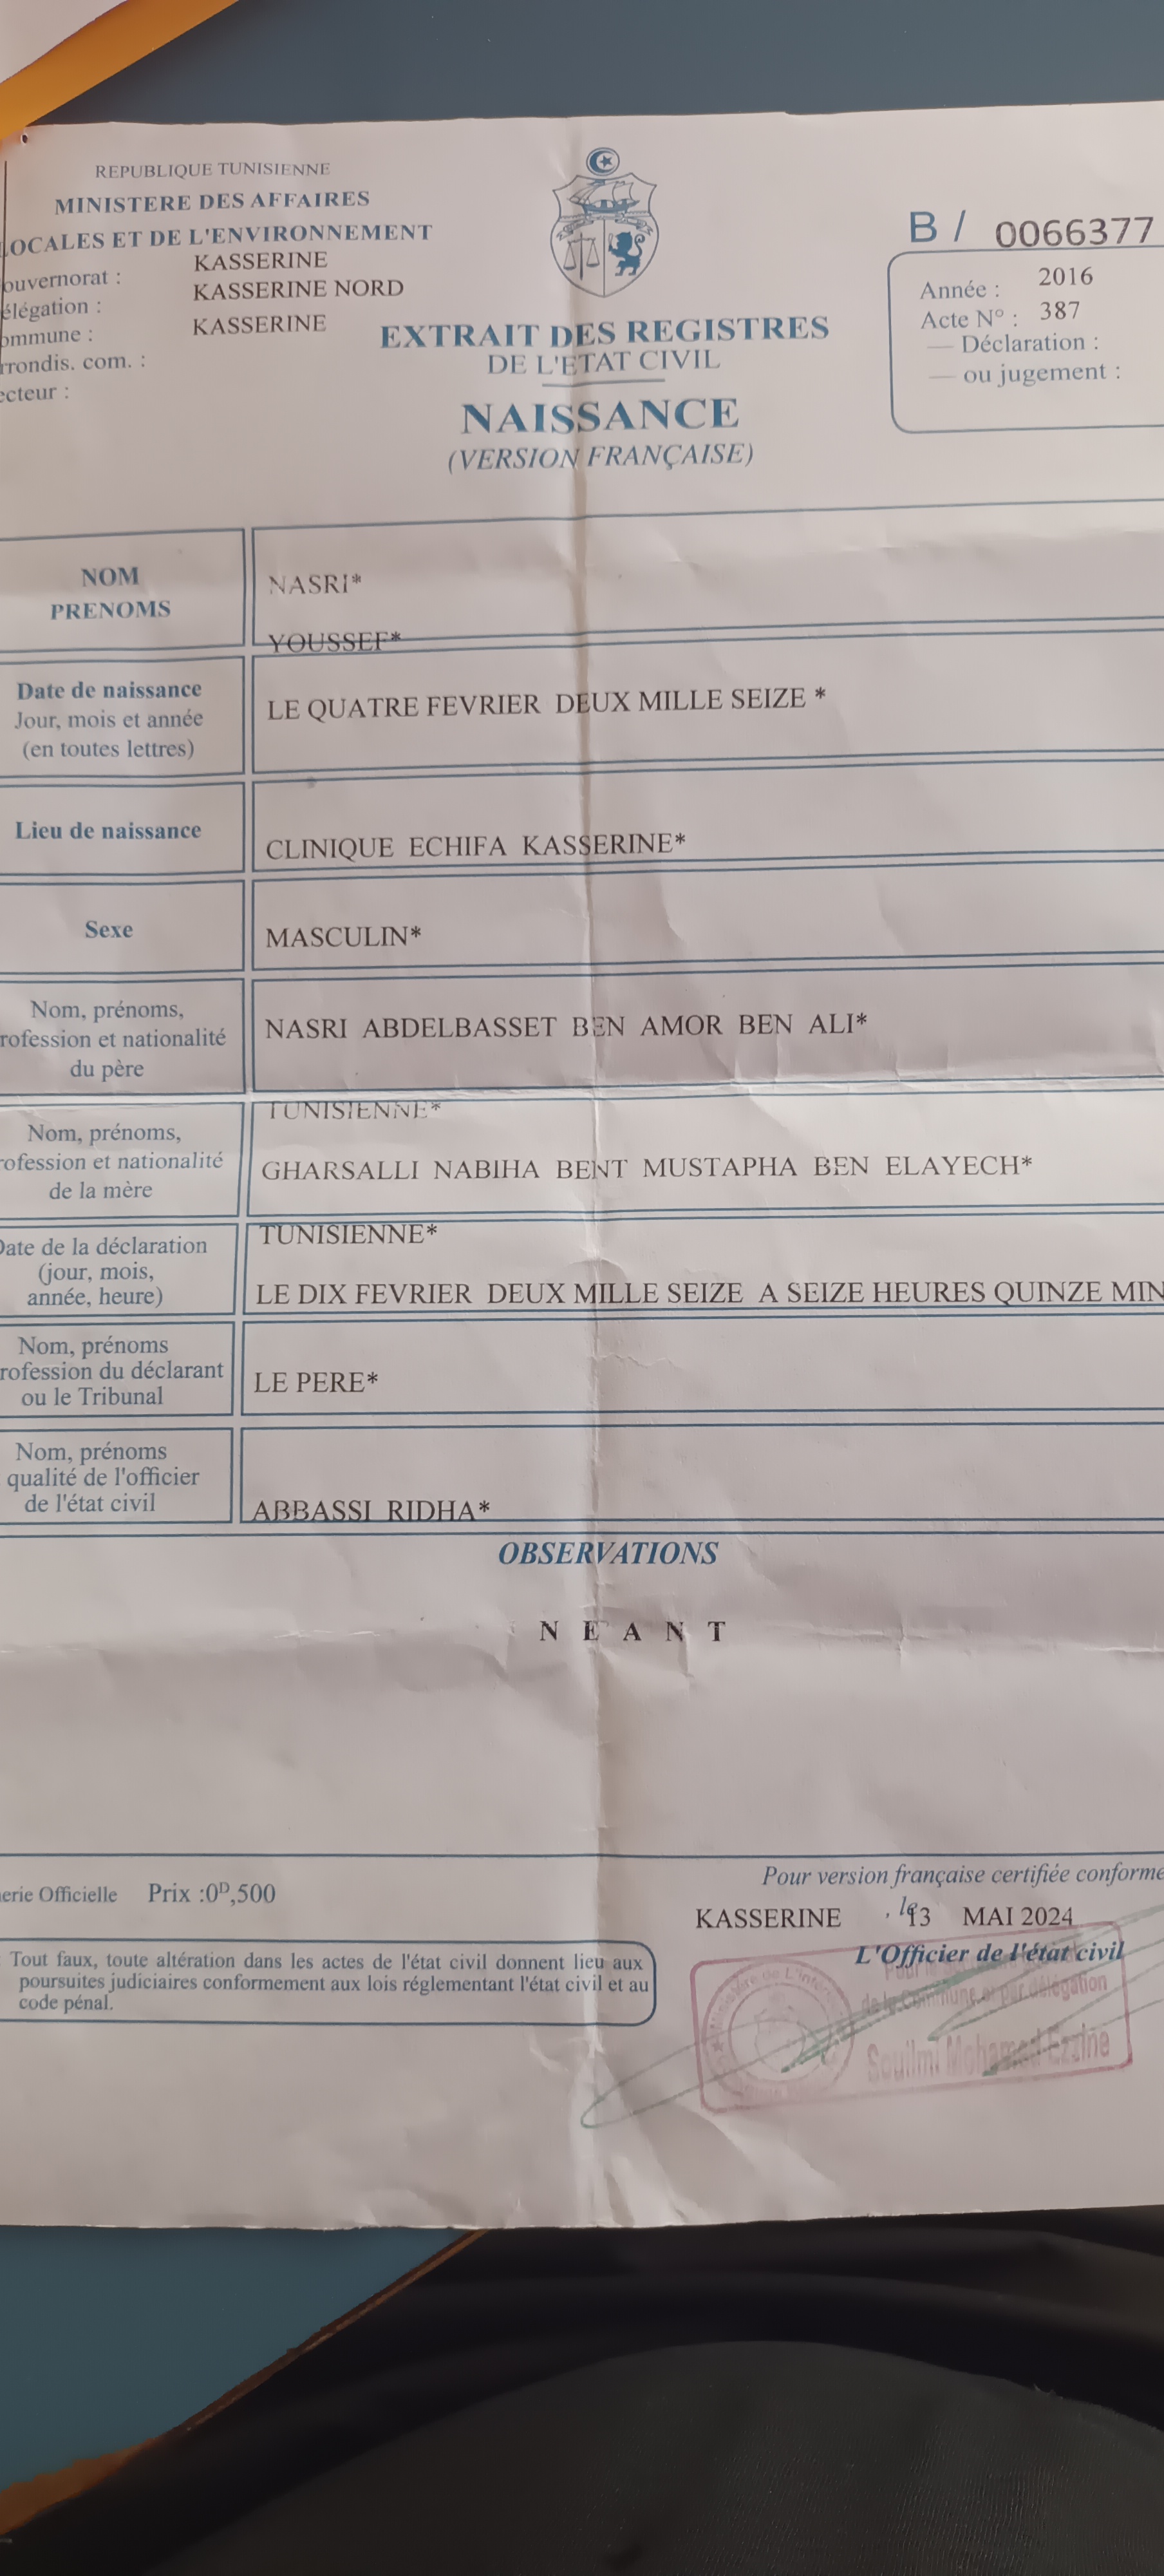 REPUBLIQUE TUNISIENNE
MINISTERE DES AFFAIRES
LOCALES ET DE L'ENVIRONNEMENT
ouvernorat : KASSERINE
élégation : KASSERINE NORD
ommune : KASSERINE
rrondis. com. :
ecteur :
B / 0066377
Année : 2016
Acte N° : 387
— Déclaration :
— ou jugement :
EXTRAIT DES REGISTRES
DE L'ETAT CIVIL
NAISSANCE
(VERSION FRANÇAISE)
NOM
PRENOMS
NASRI*
YOUSSEF*
Date de naissance
Jour, mois et année
(en toutes lettres)
LE QUATRE FEVRIER DEUX MILLE SEIZE *
Lieu de naissance
CLINIQUE ECHIFA KASSERINE*
Sexe
MASCULIN*
Nom, prénoms,
rofession et nationalité
du père
NASRI ABDELBASSET BEN AMOR BEN ALI*
TUNISIENNE*
Nom, prénoms,
rofession et nationalité
de la mère
GHARSALLI NABIHA BENT MUSTAPHA BEN ELAYECH*
TUNISIENNE*
Date de la déclaration
(jour, mois,
année, heure)
LE DIX FEVRIER DEUX MILLE SEIZE A SEIZE HEURES QUINZE MIN
Nom, prénoms
rofession du déclarant
ou le Tribunal
LE PERE*
Nom, prénoms
qualité de l'officier
de l'état civil
ABBASSI RIDHA*
OBSERVATIONS
N E A N T
erie Officielle Prix :0ᴰ,500
Pour version française certifiée conforme
KASSERINE , le 13 MAI 2024
L'Officier de l'état civil
Tout faux, toute altération dans les actes de l'état civil donnent lieu aux
poursuites judiciaires conformement aux lois réglementant l'état civil et au
code pénal.
de la Commune et par délégation
Souilmi Mohamed Ezzine